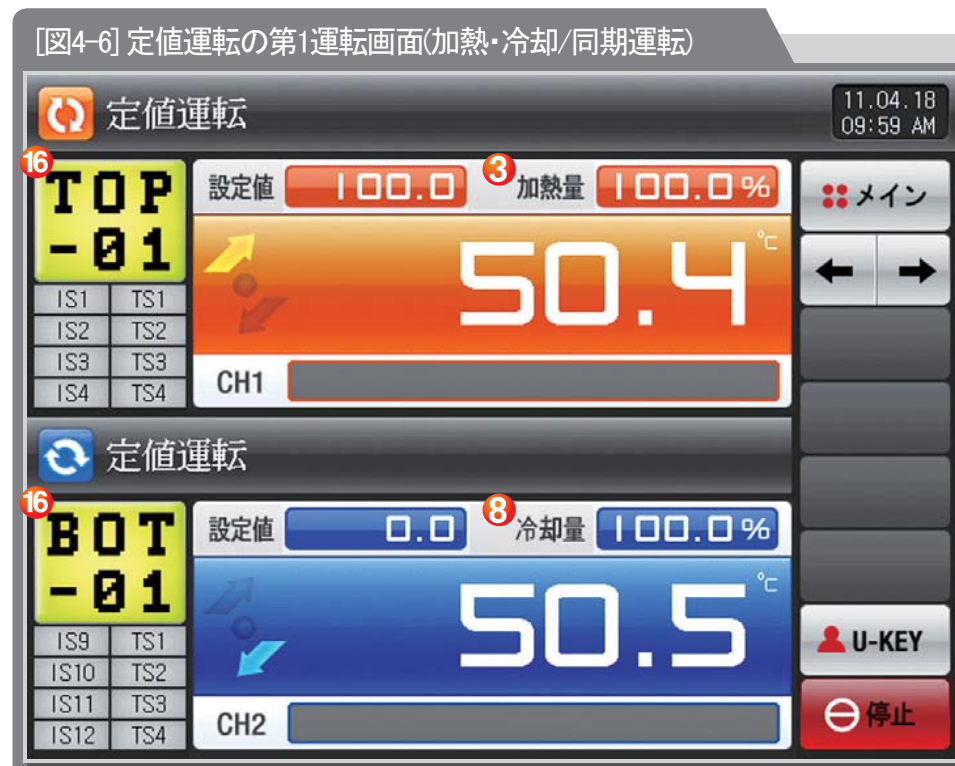 [図4-6] 定値運転の第1運転画面(加熱・冷却/同期運転)
定値運転
11.04.18
09:59 AM
⑯
TOP
-01
IS1 TS1
IS2 TS2
IS3 TS3
IS4 TS4
設定値 100.0 ③ 加熱量 100.0%
50.4 ℃
CH1
メイン
← →
定値運転
⑯
BOT
-01
IS9 TS1
IS10 TS2
IS11 TS3
IS12 TS4
設定値 0.0 ⑧ 冷却量 100.0%
50.5 ℃
CH2
U-KEY
停止